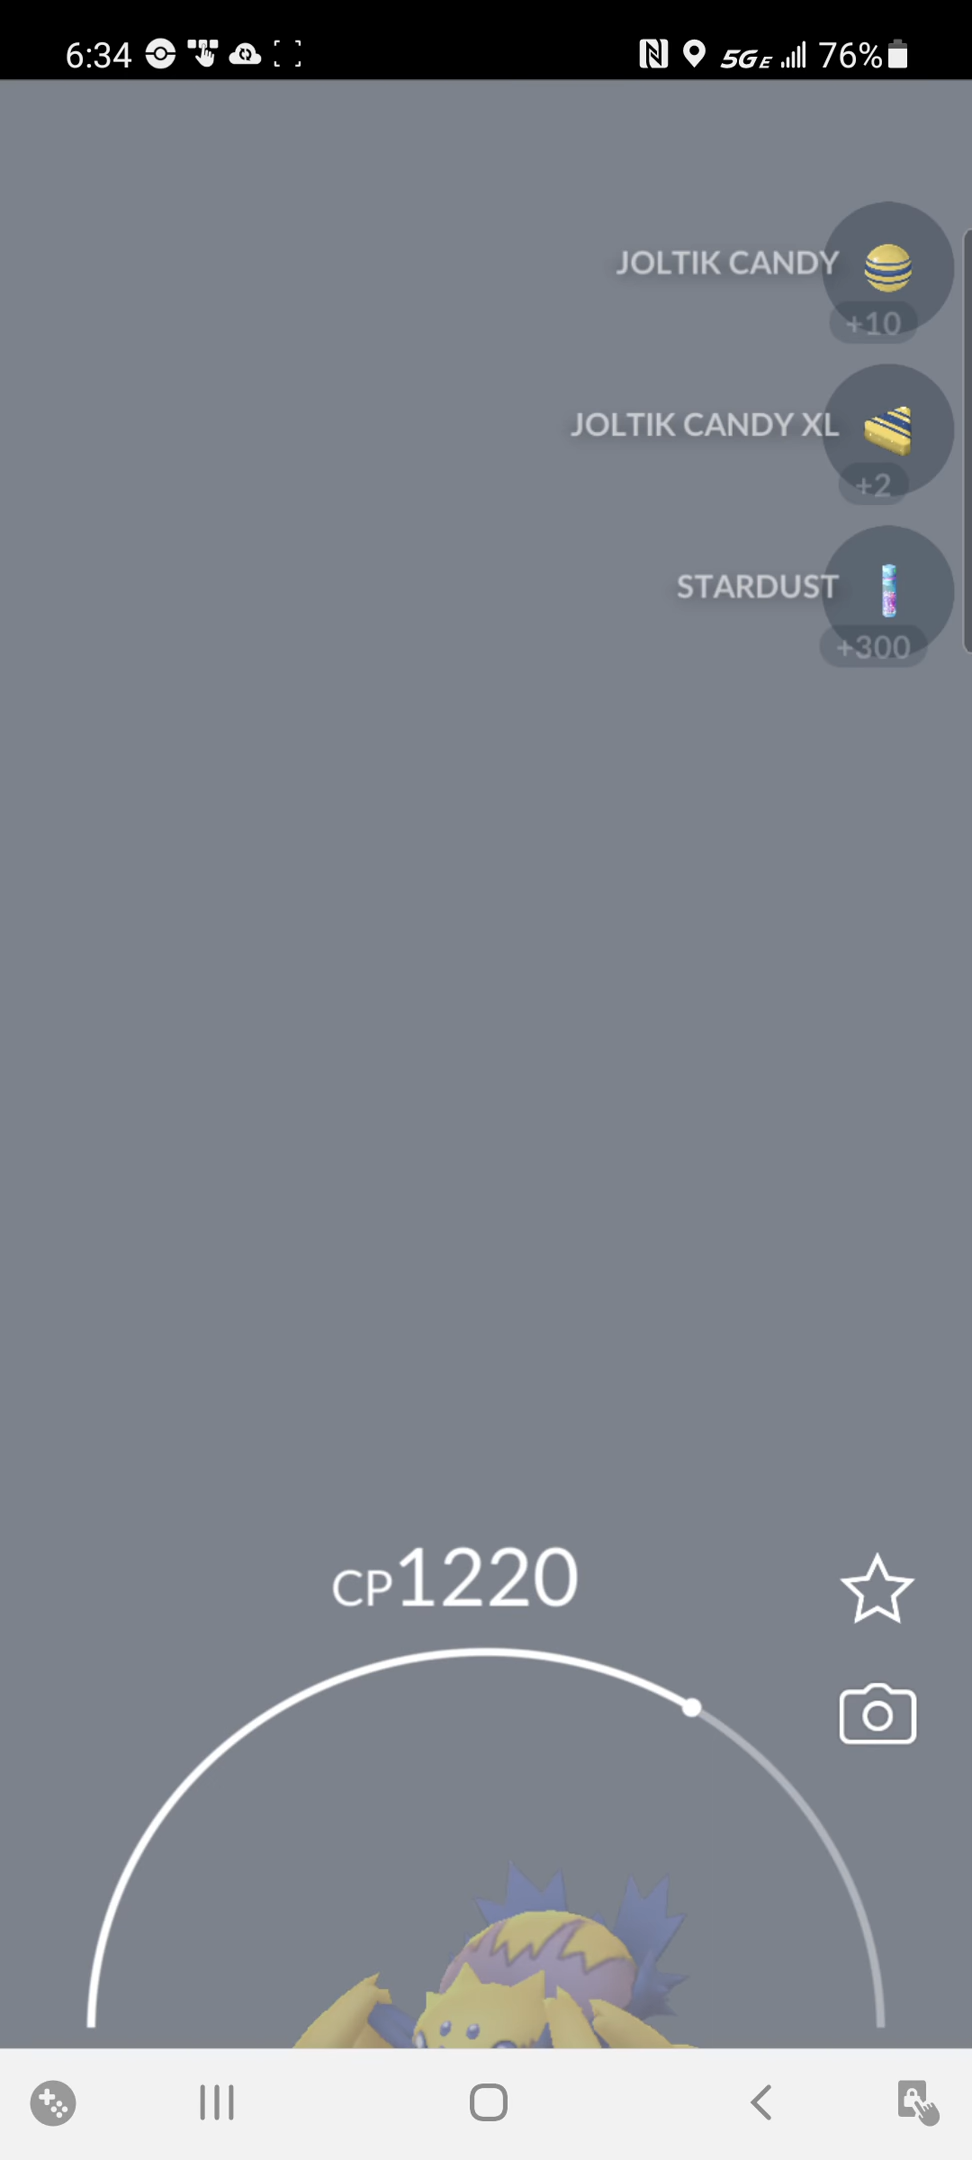 6:34 5GE 76%
JOLTIK CANDY
+10
JOLTIK CANDY XL
+2
STARDUST
+300
CP1220